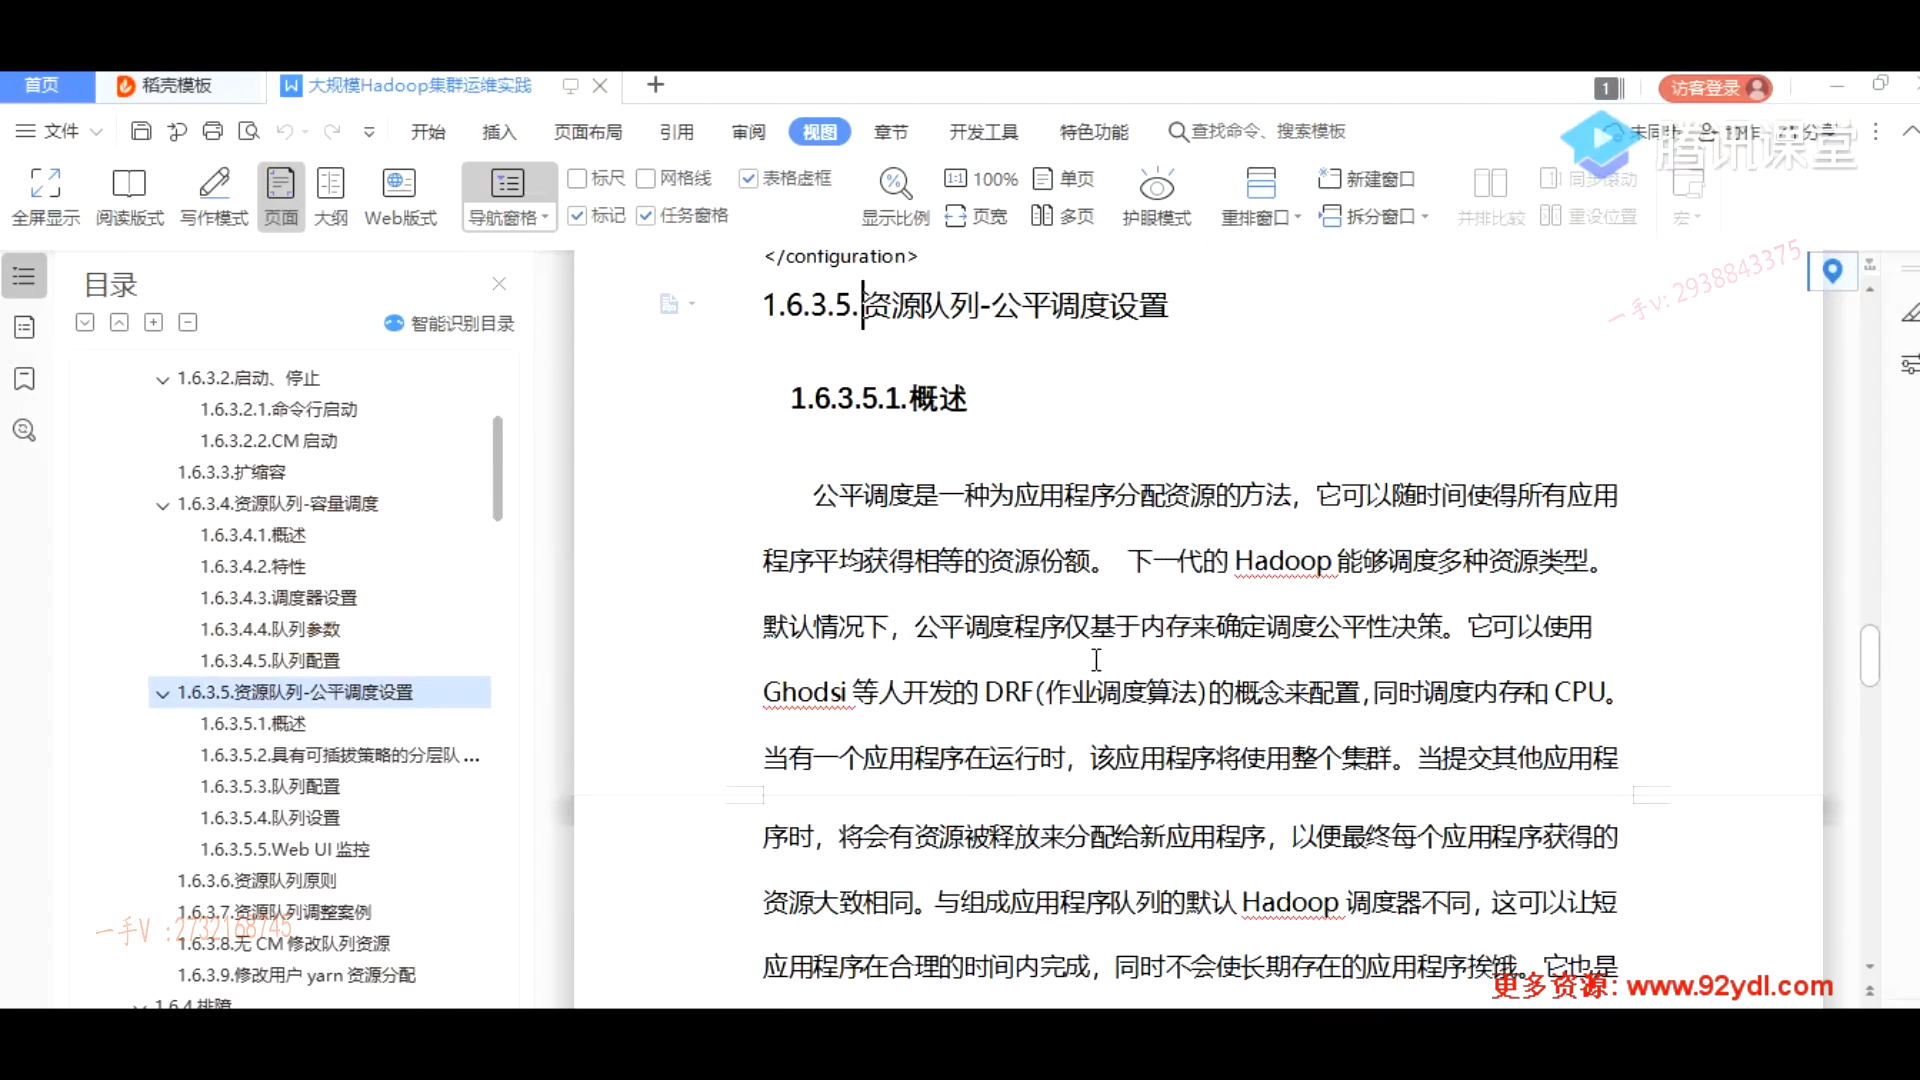 首页
稻壳模板
大规模Hadoop集群运维实践
1
访客登录
文件
开始
插入
页面布局
引用
审阅
视图
章节
开发工具
特色功能
查找命令、搜索模板
腾讯课堂
全屏显示
阅读版式
写作模式
页面
大纲
Web版式
导航窗格
标尺
网格线
表格虚框
标记
任务窗格
显示比例
1:1 100%
单页
页宽
多页
护眼模式
重排窗口
新建窗口
拆分窗口
并排比较
同步滚动
重设位置
宏
一手v: 2938843375
目录
智能识别目录
1.6.3.2.启动、停止
1.6.3.2.1.命令行启动
1.6.3.2.2.CM 启动
1.6.3.3.扩缩容
1.6.3.4.资源队列-容量调度
1.6.3.4.1.概述
1.6.3.4.2.特性
1.6.3.4.3.调度器设置
1.6.3.4.4.队列参数
1.6.3.4.5.队列配置
1.6.3.5.资源队列-公平调度设置
1.6.3.5.1.概述
1.6.3.5.2.具有可插拔策略的分层队 ...
1.6.3.5.3.队列配置
1.6.3.5.4.队列设置
1.6.3.5.5.Web UI 监控
1.6.3.6.资源队列原则
1.6.3.7.资源队列调整案例
一手V :2732168745
1.6.3.8.无 CM 修改队列资源
1.6.3.9.修改用户 yarn 资源分配
1.6.4.排障
</configuration>
1.6.3.5.资源队列-公平调度设置
1.6.3.5.1.概述
公平调度是一种为应用程序分配资源的方法，它可以随时间使得所有应用
程序平均获得相等的资源份额。 下一代的 Hadoop 能够调度多种资源类型。
默认情况下，公平调度程序仅基于内存来确定调度公平性决策。它可以使用
Ghodsi 等人开发的 DRF(作业调度算法)的概念来配置,同时调度内存和 CPU。
当有一个应用程序在运行时，该应用程序将使用整个集群。当提交其他应用程
序时，将会有资源被释放来分配给新应用程序，以便最终每个应用程序获得的
资源大致相同。与组成应用程序队列的默认 Hadoop 调度器不同，这可以让短
应用程序在合理的时间内完成，同时不会使长期存在的应用程序挨饿。它也是
更多资源: www.92ydl.com